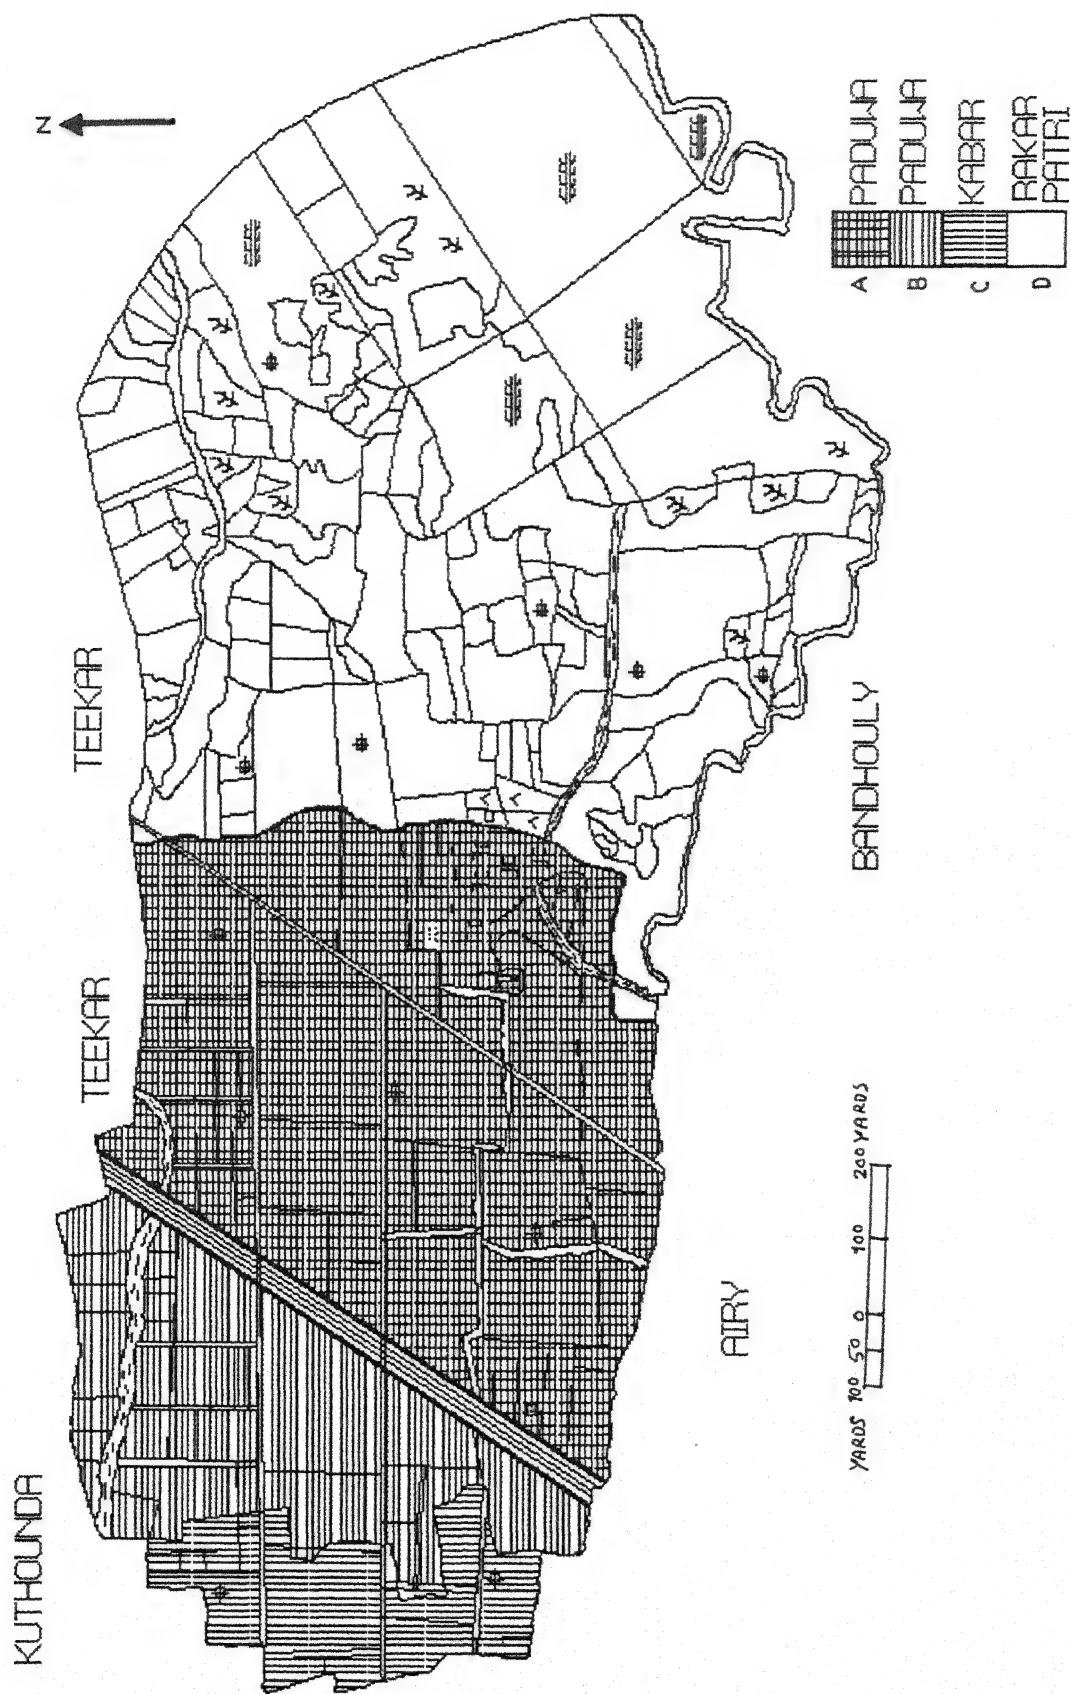 N
KUTHOUNDA
TEEKAR
TEEKAR
AIRY
BANDHOULY
YARDS 100 50 0 100 200 YARDS
A PADUWA
B PADUWA
C KABAR
D RAKAR
PATRI